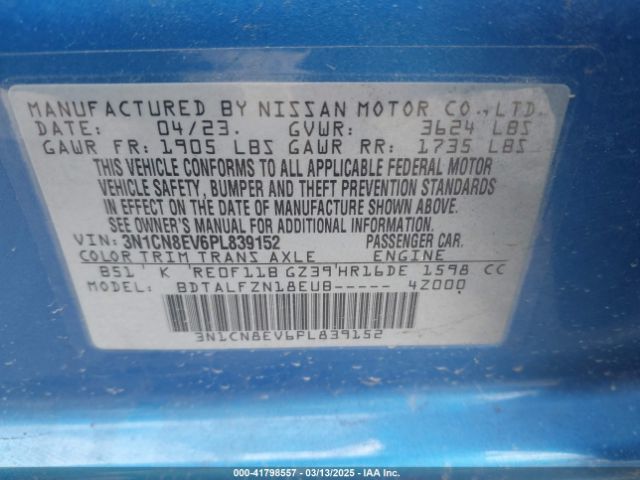 MANUFACTURED BY NISSAN MOTOR CO.,LTD.
DATE: 04/23. GVWR: 3624 LBS
GAWR FR: 1905 LBS GAWR RR: 1735 LBS
THIS VEHICLE CONFORMS TO ALL APPLICABLE FEDERAL MOTOR
VEHICLE SAFETY, BUMPER AND THEFT PREVENTION STANDARDS
IN EFFECT ON THE DATE OF MANUFACTURE SHOWN ABOVE.
SEE OWNER'S MANUAL FOR ADDITIONAL INFORMATION.
VIN: 3N1CN8EV6PL839152 PASSENGER CAR.
COLOR TRIM TRANS AXLE ENGINE
B51 K RE0F11B GZ39 HR16DE 1598 CC
MODEL: BDTALFZN18EUB----- 4Z000
3N1CN8EV6PL839152
000-41798557 | 03/13/2025 | IAA Inc.